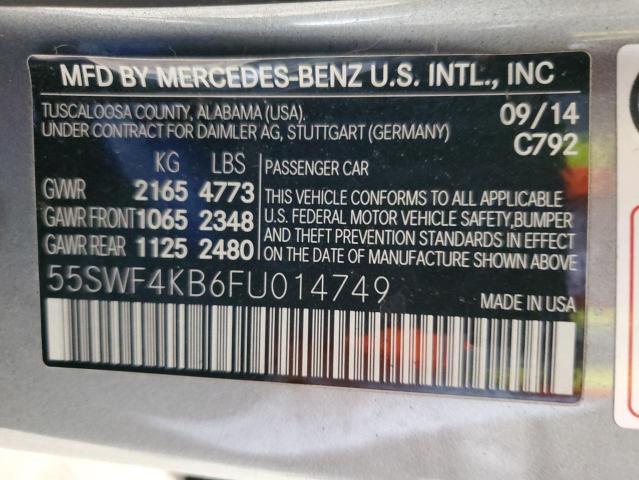 MFD BY MERCEDES-BENZ U.S. INTL., INC
TUSCALOOSA COUNTY, ALABAMA (USA). 09/14
UNDER CONTRACT FOR DAIMLER AG, STUTTGART (GERMANY) C792
KG LBS PASSENGER CAR
GVWR 2165 4773 THIS VEHICLE CONFORMS TO ALL APPLICABLE
GAWR FRONT 1065 2348 U.S. FEDERAL MOTOR VEHICLE SAFETY, BUMPER
GAWR REAR 1125 2480 AND THEFT PREVENTION STANDARDS IN EFFECT
ON THE DATE OF MANUFACTURE SHOWN ABOVE.
55SWF4KB6FU014749 MADE IN USA